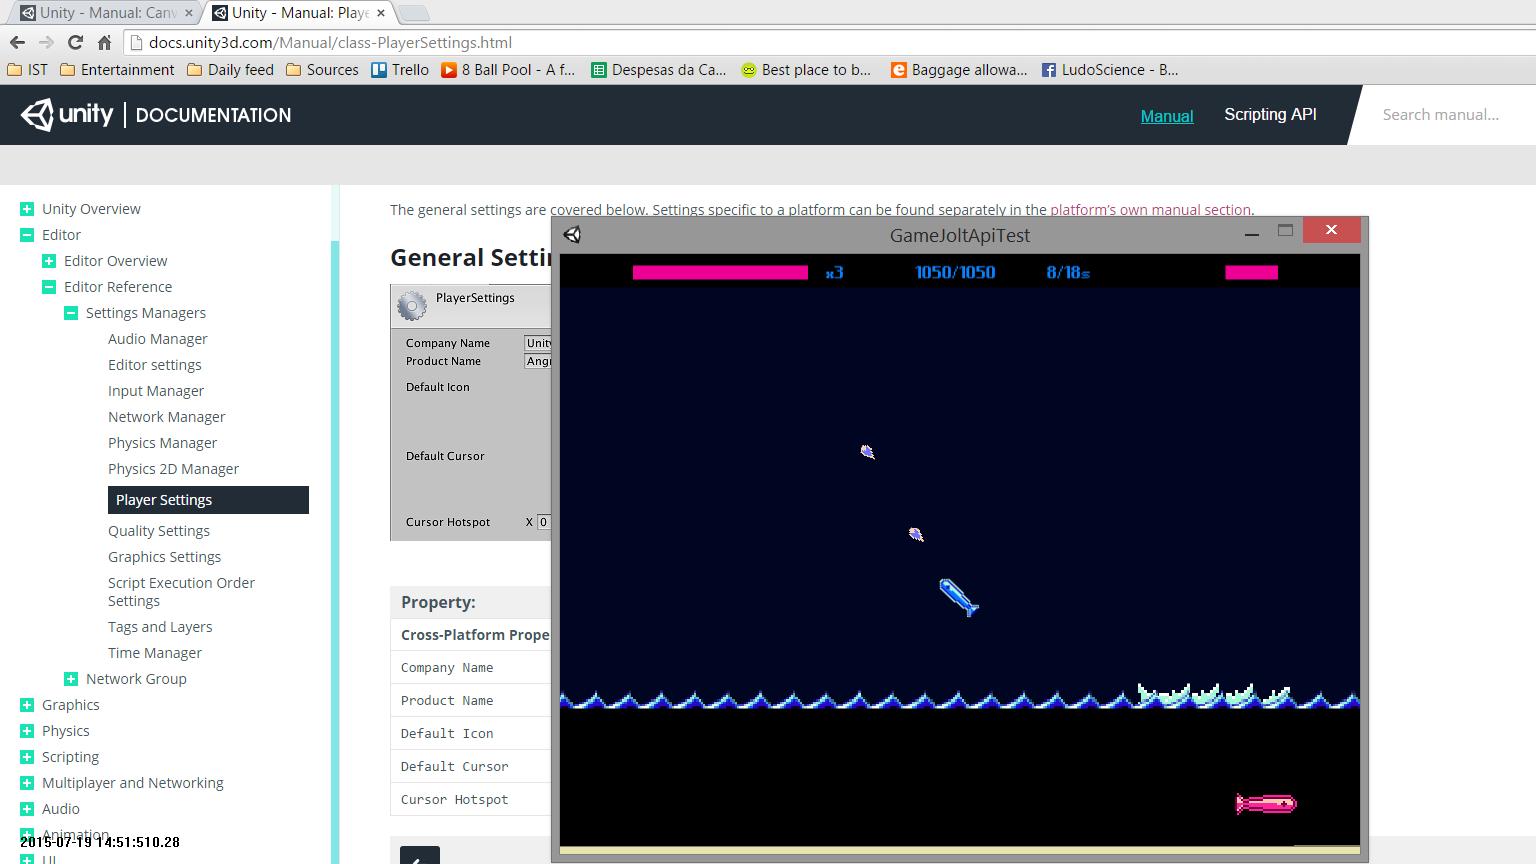 Unity - Manual: Canv
Unity - Manual: Playe
docs.unity3d.com/Manual/class-PlayerSettings.html
IST Entertainment Daily feed Sources Trello 8 Ball Pool - A f... Despesas da Ca... Best place to b... Baggage allowa... LudoScience - B...
unity DOCUMENTATION Manual Scripting API Search manual...
Unity Overview
Editor
Editor Overview
Editor Reference
Settings Managers
Audio Manager
Editor settings
Input Manager
Network Manager
Physics Manager
Physics 2D Manager
Player Settings
Quality Settings
Graphics Settings
Script Execution Order
Settings
Tags and Layers
Time Manager
Network Group
Graphics
Physics
Scripting
Multiplayer and Networking
Audio
Animation
UI
2015-07-19 14:51:510.28
The general settings are covered below. Settings specific to a platform can be found separately in the platform's own manual section.
General Settin
PlayerSettings
Company Name Unity
Product Name Angr
Default Icon
Default Cursor
Cursor Hotspot X 0
Property:
Cross-Platform Prope
Company Name
Product Name
Default Icon
Default Cursor
Cursor Hotspot
GameJoltApiTest
x3 1050/1050 8/18s